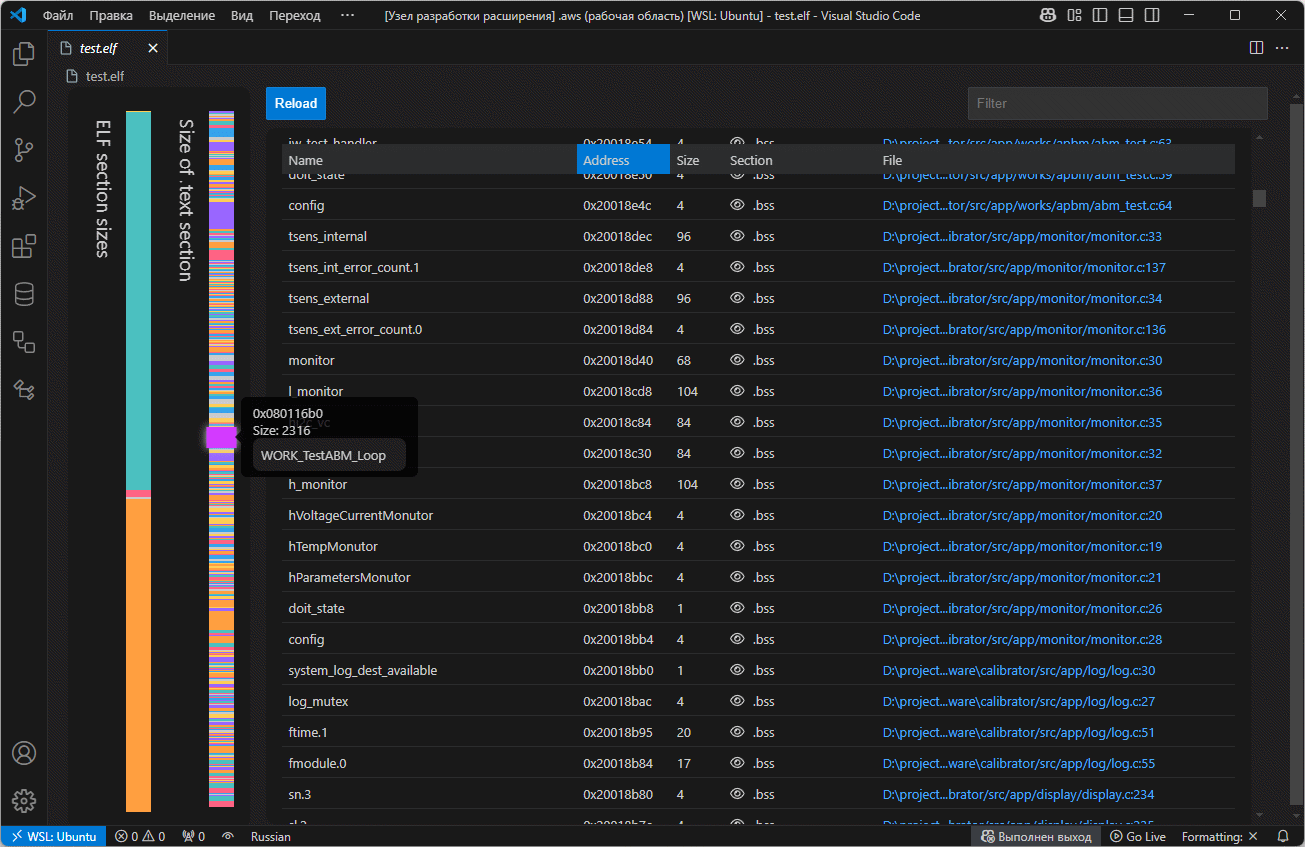 Файл Правка Выделение Вид Переход ··· [Узел разработки расширения] .aws (рабочая область) [WSL: Ubuntu] - test.elf - Visual Studio Code
test.elf
test.elf
ELF section sizes
Size of .text section
Reload Filter
iw_test_handler 0x20018e54 4 .bss D:\project...tor/src/app/works/apbm/abm_test.c:63
Name Address Size Section File
doit_state 0x20018e50 4 .bss D:\project...tor/src/app/works/apbm/abm_test.c:59
config 0x20018e4c 4 .bss D:\project...tor/src/app/works/apbm/abm_test.c:64
tsens_internal 0x20018dec 96 .bss D:\project...ibrator/src/app/monitor/monitor.c:33
tsens_int_error_count.1 0x20018de8 4 .bss D:\project...brator/src/app/monitor/monitor.c:137
tsens_external 0x20018d88 96 .bss D:\project...ibrator/src/app/monitor/monitor.c:34
tsens_ext_error_count.0 0x20018d84 4 .bss D:\project...brator/src/app/monitor/monitor.c:136
monitor 0x20018d40 68 .bss D:\project...ibrator/src/app/monitor/monitor.c:30
l_monitor 0x20018cd8 104 .bss D:\project...ibrator/src/app/monitor/monitor.c:36
0x20018c84 84 .bss D:\project...ibrator/src/app/monitor/monitor.c:35
0x20018c30 84 .bss D:\project...ibrator/src/app/monitor/monitor.c:32
0x080116b0
Size: 2316
WORK_TestABM_Loop
h_monitor 0x20018bc8 104 .bss D:\project...ibrator/src/app/monitor/monitor.c:37
hVoltageCurrentMonutor 0x20018bc4 4 .bss D:\project...ibrator/src/app/monitor/monitor.c:20
hTempMonutor 0x20018bc0 4 .bss D:\project...ibrator/src/app/monitor/monitor.c:19
hParametersMonutor 0x20018bbc 4 .bss D:\project...ibrator/src/app/monitor/monitor.c:21
doit_state 0x20018bb8 1 .bss D:\project...ibrator/src/app/monitor/monitor.c:26
config 0x20018bb4 4 .bss D:\project...ibrator/src/app/monitor/monitor.c:28
system_log_dest_available 0x20018bb0 1 .bss D:\project...ware\calibrator/src/app/log/log.c:30
log_mutex 0x20018bac 4 .bss D:\project...ware\calibrator/src/app/log/log.c:27
ftime.1 0x20018b95 20 .bss D:\project...ware\calibrator/src/app/log/log.c:51
fmodule.0 0x20018b84 17 .bss D:\project...ware\calibrator/src/app/log/log.c:55
sn.3 0x20018b80 4 .bss D:\project...ibrator/src/app/display/display.c:234
WSL: Ubuntu 0 0 0 Russian Выполнен выход Go Live Formatting: